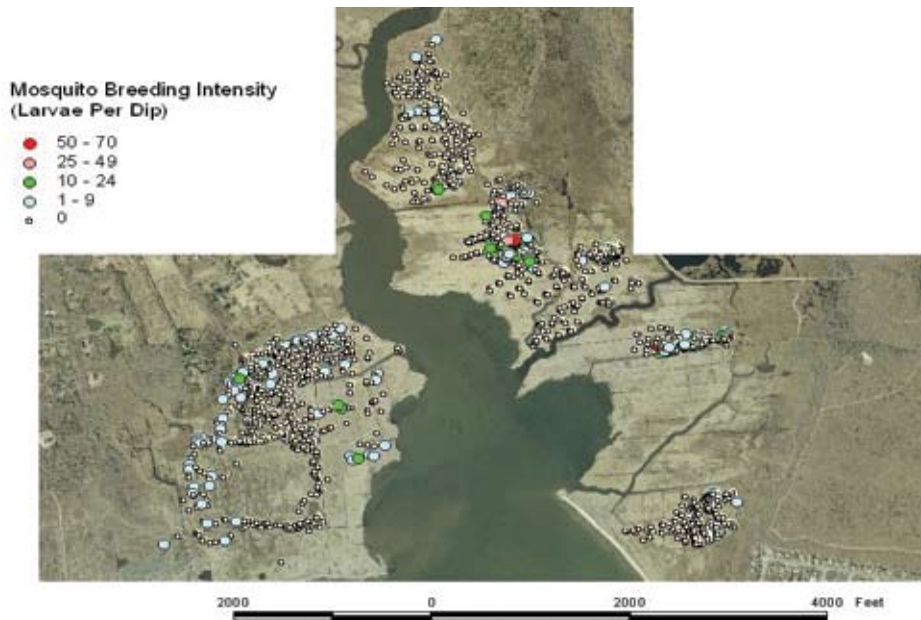 Mosquito Breeding Intensity
(Larvae Per Dip)
50 - 70
25 - 49
10 - 24
1 - 9
0
2000 0 2000 4000 Feet